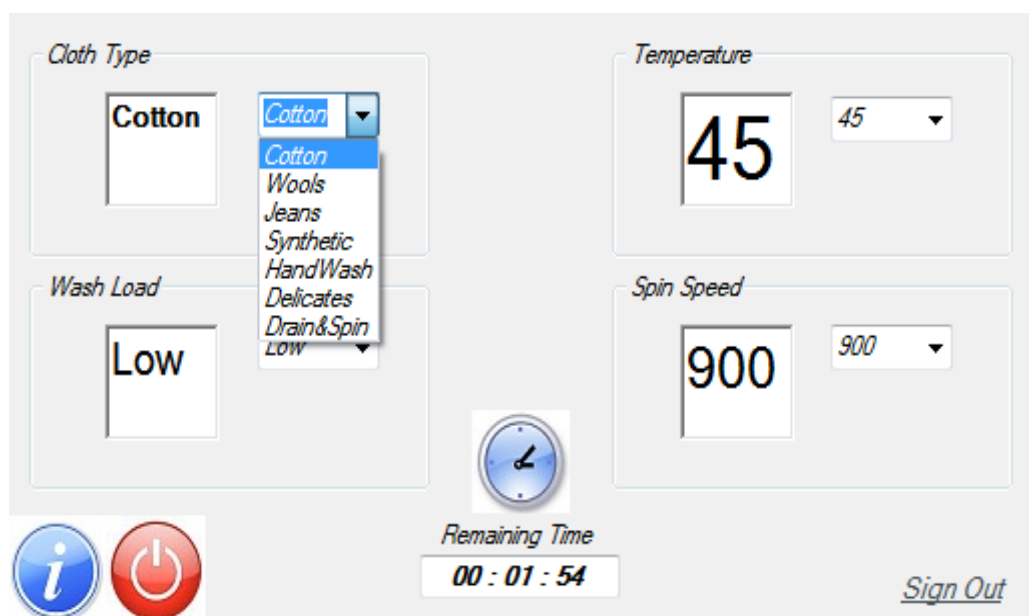 Cloth Type
Cotton
Cotton
Cotton
Wools
Jeans
Synthetic
HandWash
Delicates
Drain&Spin
Temperature
45
45
Wash Load
Low
Low
Spin Speed
900
900
i
Remaining Time
00 : 01 : 54
Sign Out